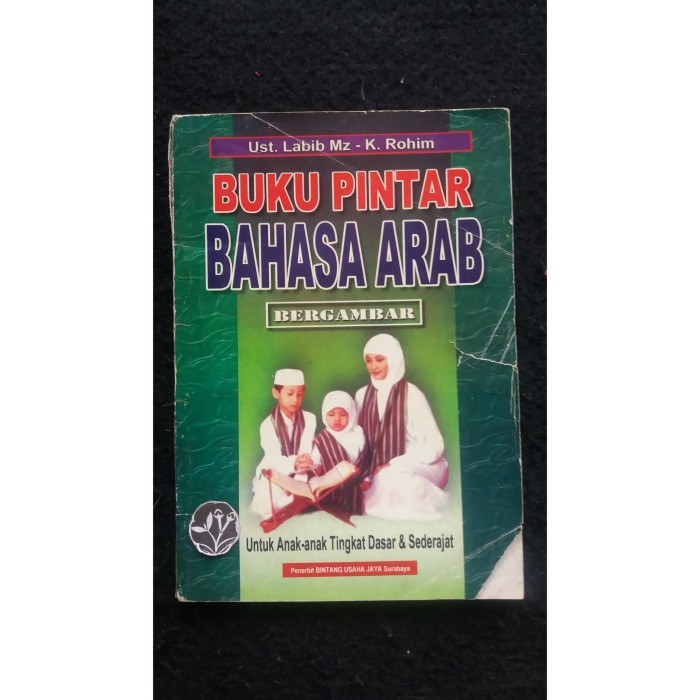 Ust. Labib Mz - K. Rohim
BUKU PINTAR
BAHASA ARAB
BERGAMBAR
Untuk Anak-anak Tingkat Dasar & Sederajat
Penerbit BINTANG USAHA JAYA Surabaya